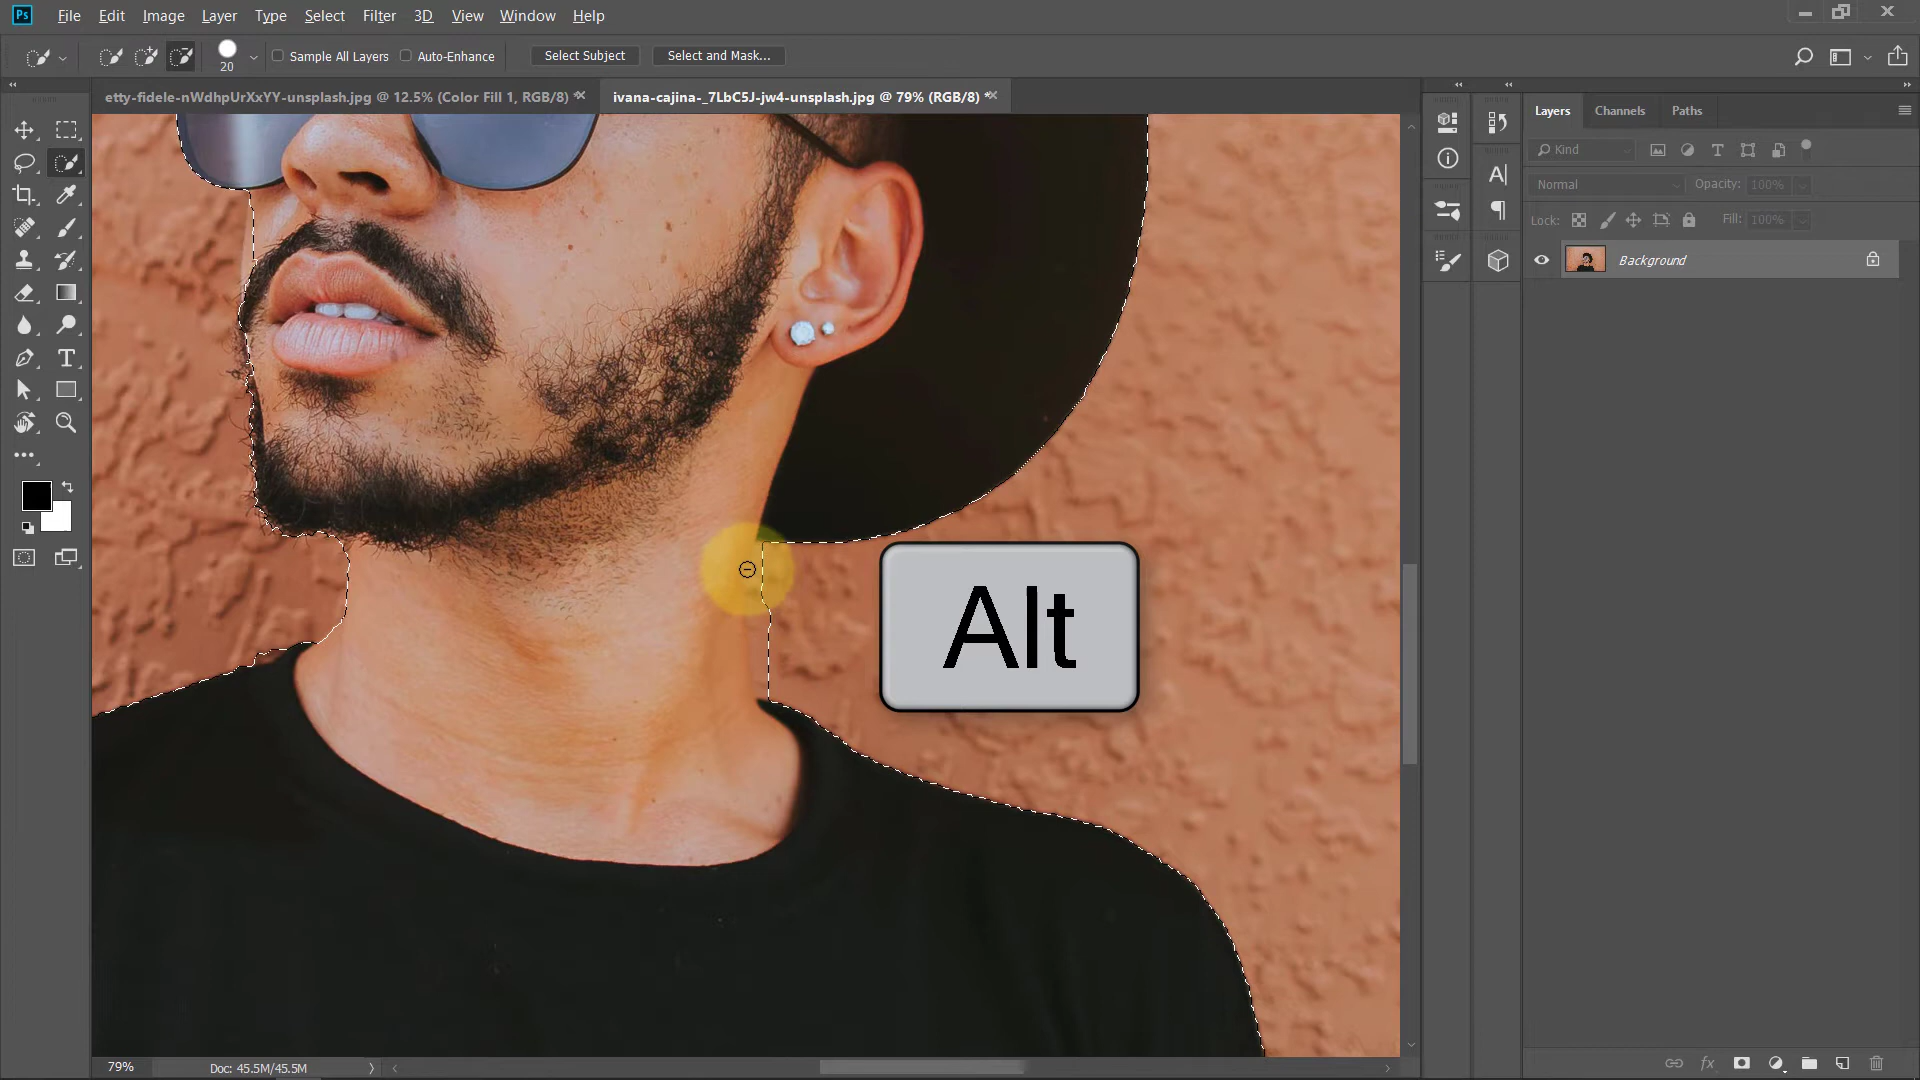 Ps File Edit Image Layer Type Select Filter 3D View Window Help
20 Sample All Layers Auto-Enhance Select Subject Select and Mask...
etty-fidele-nWdhpUrXxYY-unsplash.jpg @ 12.5% (Color Fill 1, RGB/8) * ivana-cajina-_7LbC5J-jw4-unsplash.jpg @ 79% (RGB/8) *
Layers Channels Paths
Kind
Normal Opacity: 100%
Lock: Fill: 100%
Background
Alt
79% Doc: 45.5M/45.5M